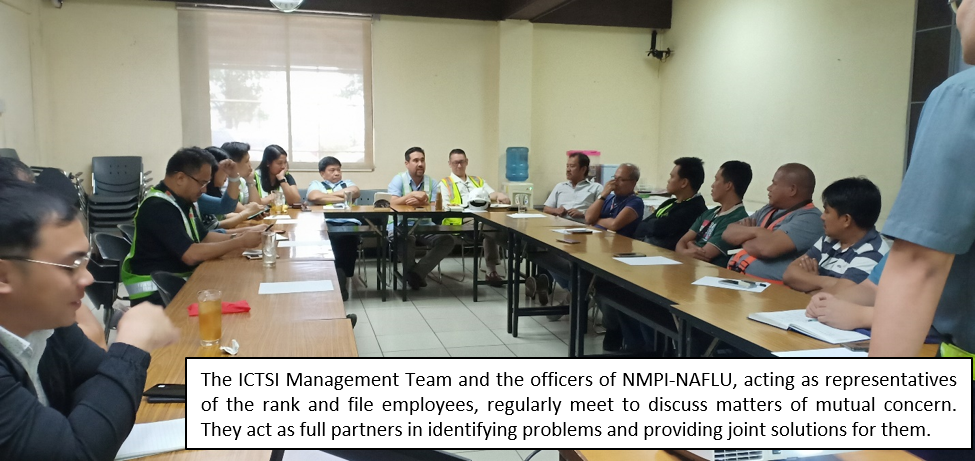 The ICTSI Management Team and the officers of NMPI-NAFLU, acting as representatives
of the rank and file employees, regularly meet to discuss matters of mutual concern.
They act as full partners in identifying problems and providing joint solutions for them.